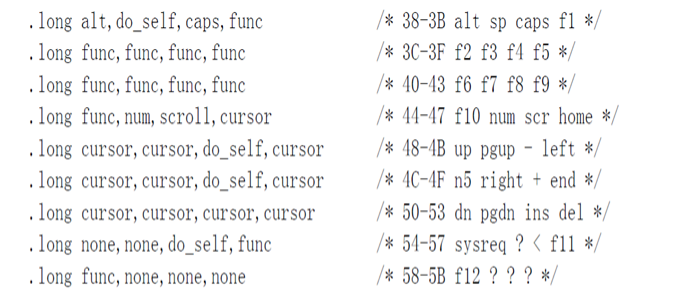 .long alt,do_self,caps,func /* 38-3B alt sp caps f1 */
.long func,func,func,func /* 3C-3F f2 f3 f4 f5 */
.long func,func,func,func /* 40-43 f6 f7 f8 f9 */
.long func,num,scroll,cursor /* 44-47 f10 num scr home */
.long cursor,cursor,do_self,cursor /* 48-4B up pgup - left */
.long cursor,cursor,do_self,cursor /* 4C-4F n5 right + end */
.long cursor,cursor,cursor,cursor /* 50-53 dn pgdn ins del */
.long none,none,do_self,func /* 54-57 sysreq ? < f11 */
.long func,none,none,none /* 58-5B f12 ? ? ? */